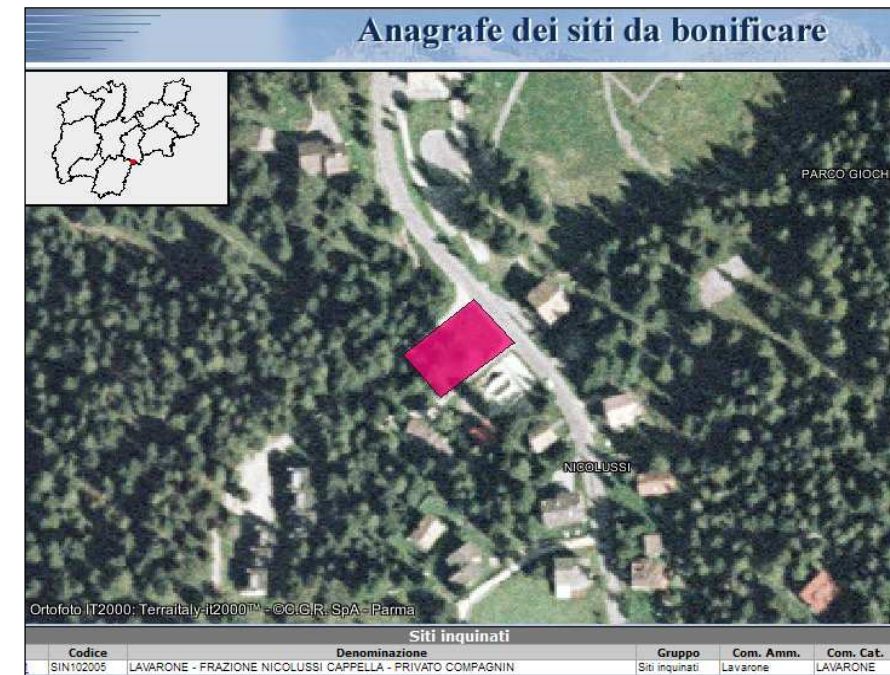 Anagrafe dei siti da bonificare
PARCO GIOCH
NICOLUSSI
Ortofoto IT2000: Terraitaly-it2000™ - ©C.G.R. SpA - Parma
Siti inquinati
Codice Denominazione Gruppo Com. Amm. Com. Cat.
SIN102005 LAVARONE - FRAZIONE NICOLUSSI CAPPELLA - PRIVATO COMPAGNIN Siti inquinati Lavarone LAVARONE